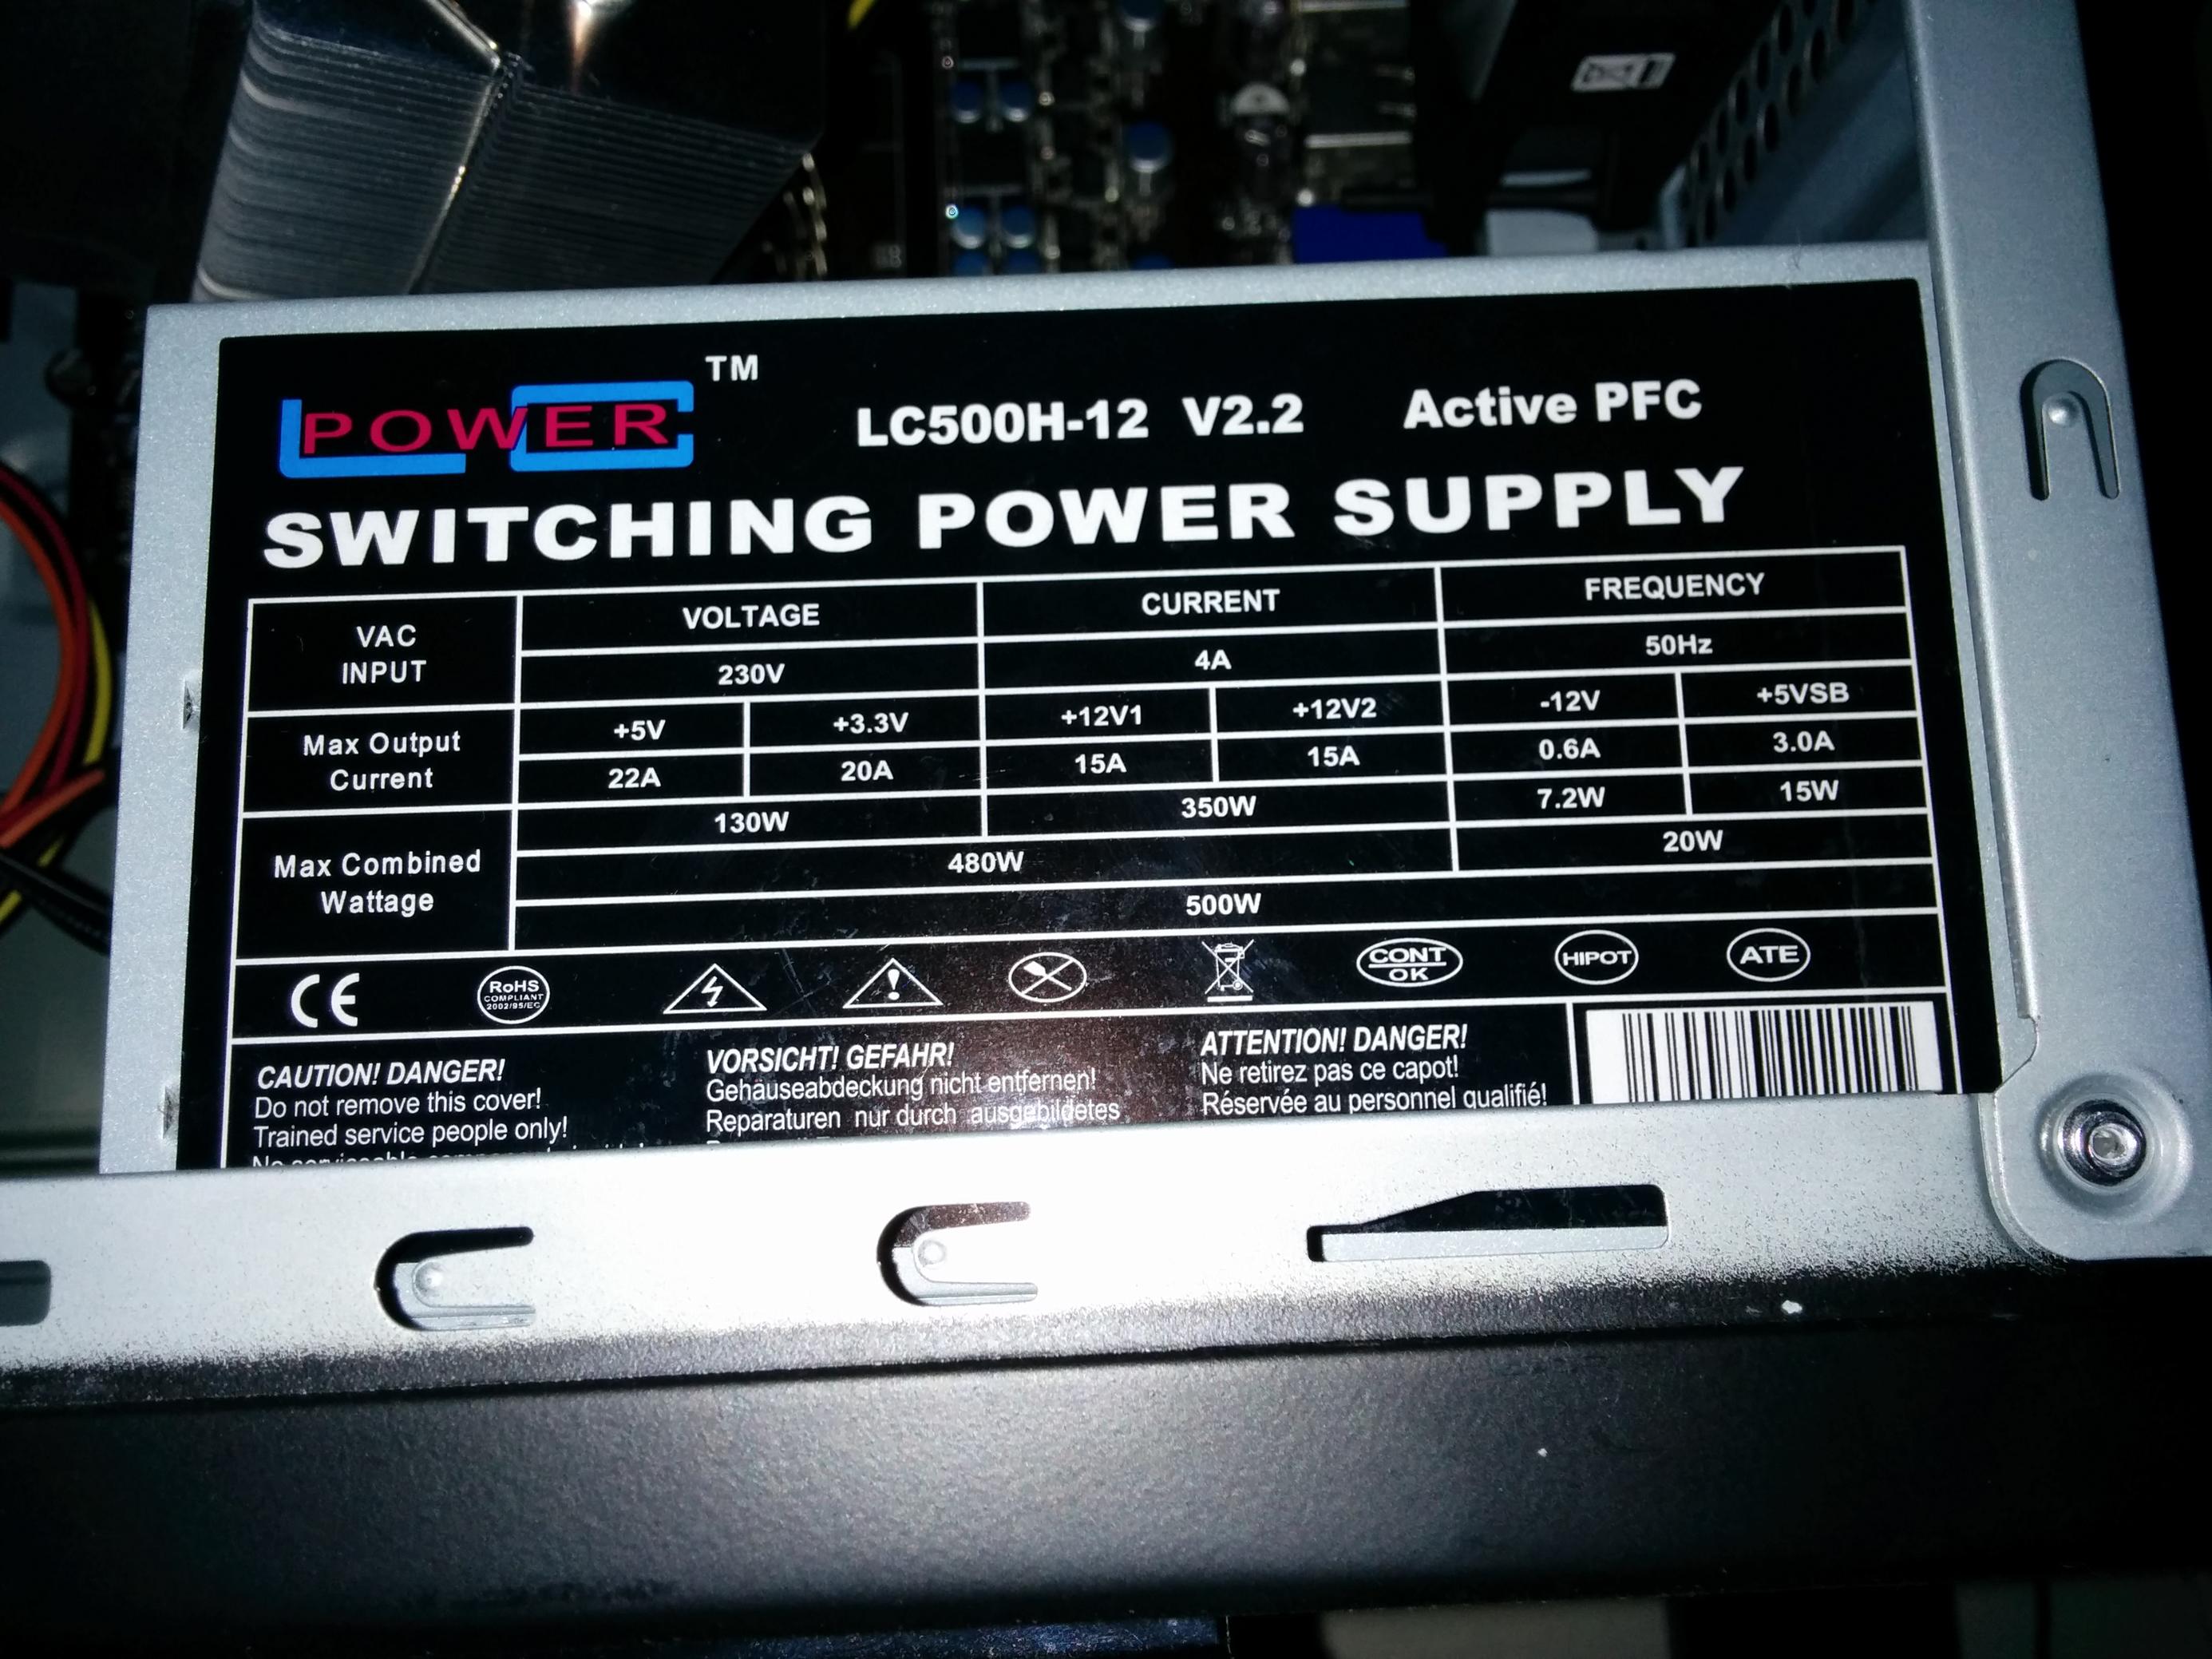 LC POWER TM
LC500H-12 V2.2 Active PFC
SWITCHING POWER SUPPLY
VAC INPUT VOLTAGE CURRENT FREQUENCY
230V 4A 50Hz
Max Output Current +5V +3.3V +12V1 +12V2 -12V +5VSB
22A 20A 15A 15A 0.6A 3.0A
Max Combined Wattage 130W 350W 7.2W 15W
480W 20W
500W
CE
RoHS
COMPLIANT
2002/95/EC
CONT
OK
HIPOT
ATE
CAUTION! DANGER!
Do not remove this cover!
Trained service people only!
No serviceable
VORSICHT! GEFAHR!
Gehäuseabdeckung nicht entfernen!
Reparaturen nur durch ausgebildetes
ATTENTION! DANGER!
Ne retirez pas ce capot!
Réservée au personnel qualifié!